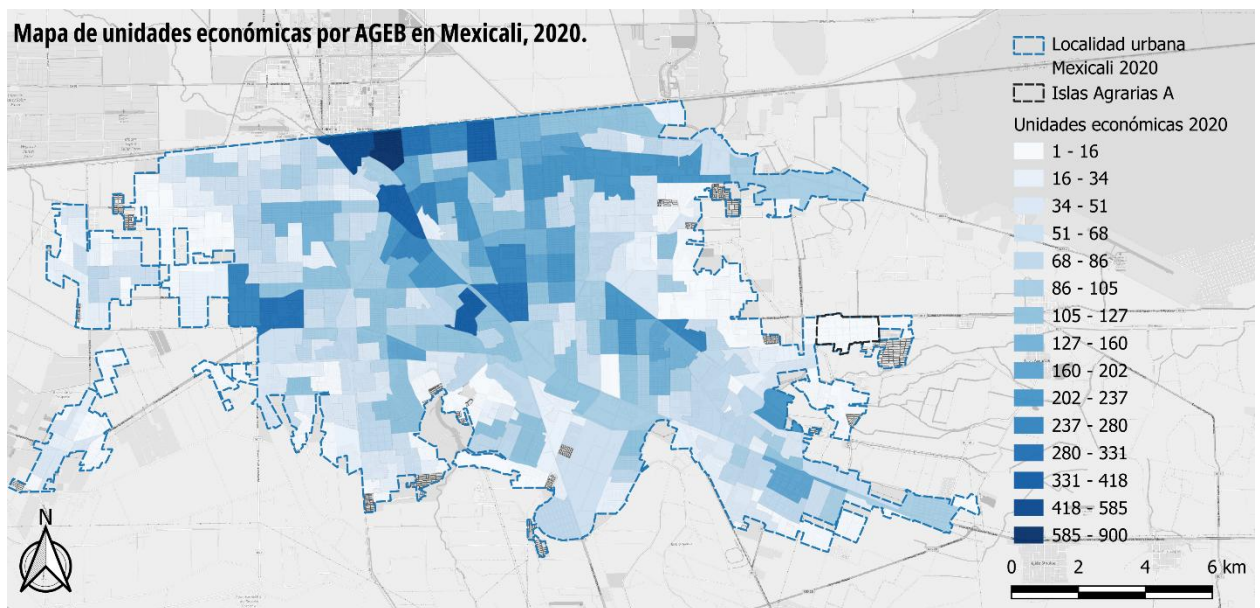 Mapa de unidades económicas por AGEB en Mexicali, 2020.
Localidad urbana
Mexicali 2020
Islas Agrarias A
Unidades económicas 2020
1 - 16
16 - 34
34 - 51
51 - 68
68 - 86
86 - 105
105 - 127
127 - 160
160 - 202
202 - 237
237 - 280
280 - 331
331 - 418
418 - 585
585 - 900
N
0 2 4 6 km